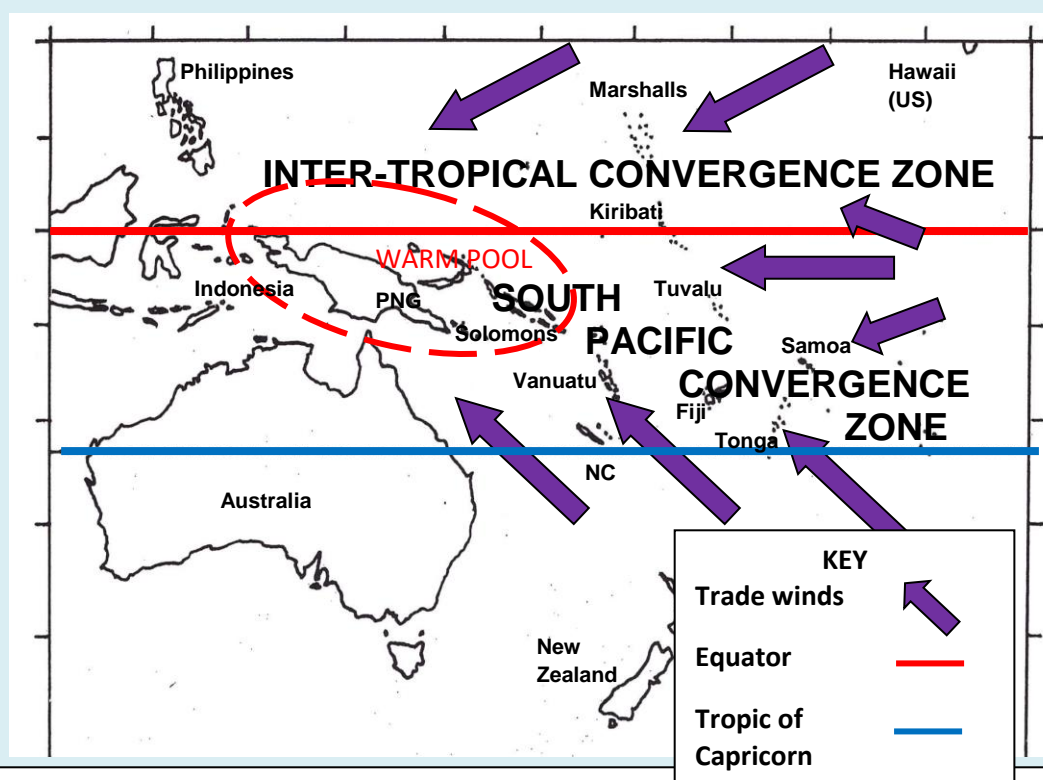 Philippines
Marshalls
Hawaii
(US)
INTER-TROPICAL CONVERGENCE ZONE
Kiribati
WARM POOL
Indonesia
PNG
SOUTH
Tuvalu
Solomons
PACIFIC
Samoa
Vanuatu
CONVERGENCE
Fiji
ZONE
Tonga
NC
Australia
New
Zealand
KEY
Trade winds
Equator
Tropic of
Capricorn